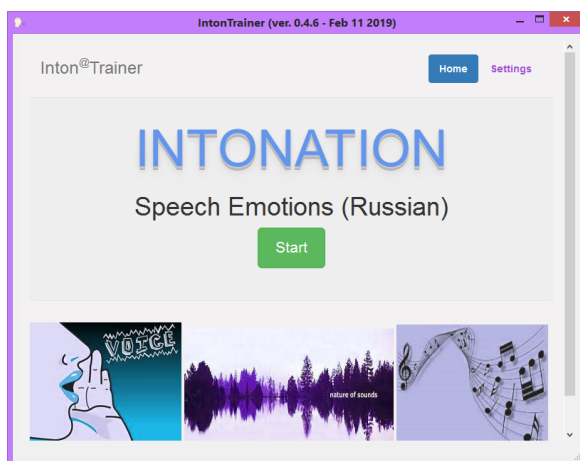 IntonTrainer (ver. 0.4.6 - Feb 11 2019)
Inton@Trainer
Home
Settings
INTONATION
Speech Emotions (Russian)
Start
VOICE
nature of sounds